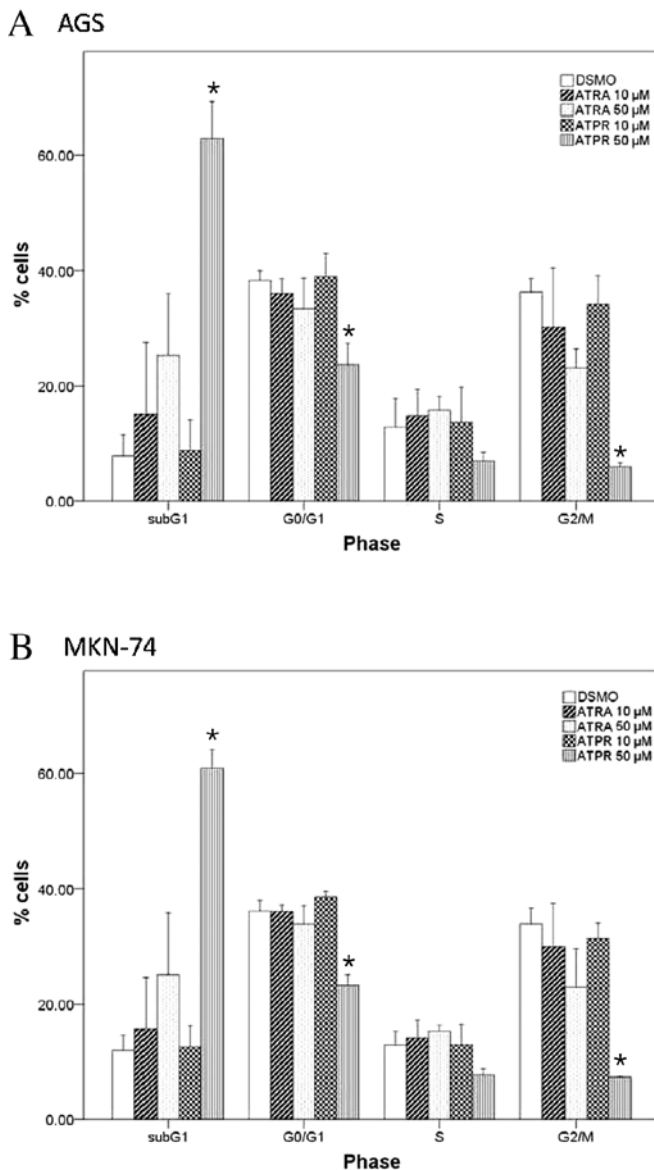 A AGS
DSMO
ATRA 10 µM
ATRA 50 µM
ATPR 10 µM
ATPR 50 µM
*
60.00
40.00
*
% cells
20.00
*
0.00
subG1 G0/G1 S G2/M
Phase
B MKN-74
DSMO
ATRA 10 µM
ATRA 50 µM
ATPR 10 µM
ATPR 50 µM
*
60.00
40.00
*
% cells
20.00
*
0.00
subG1 G0/G1 S G2/M
Phase